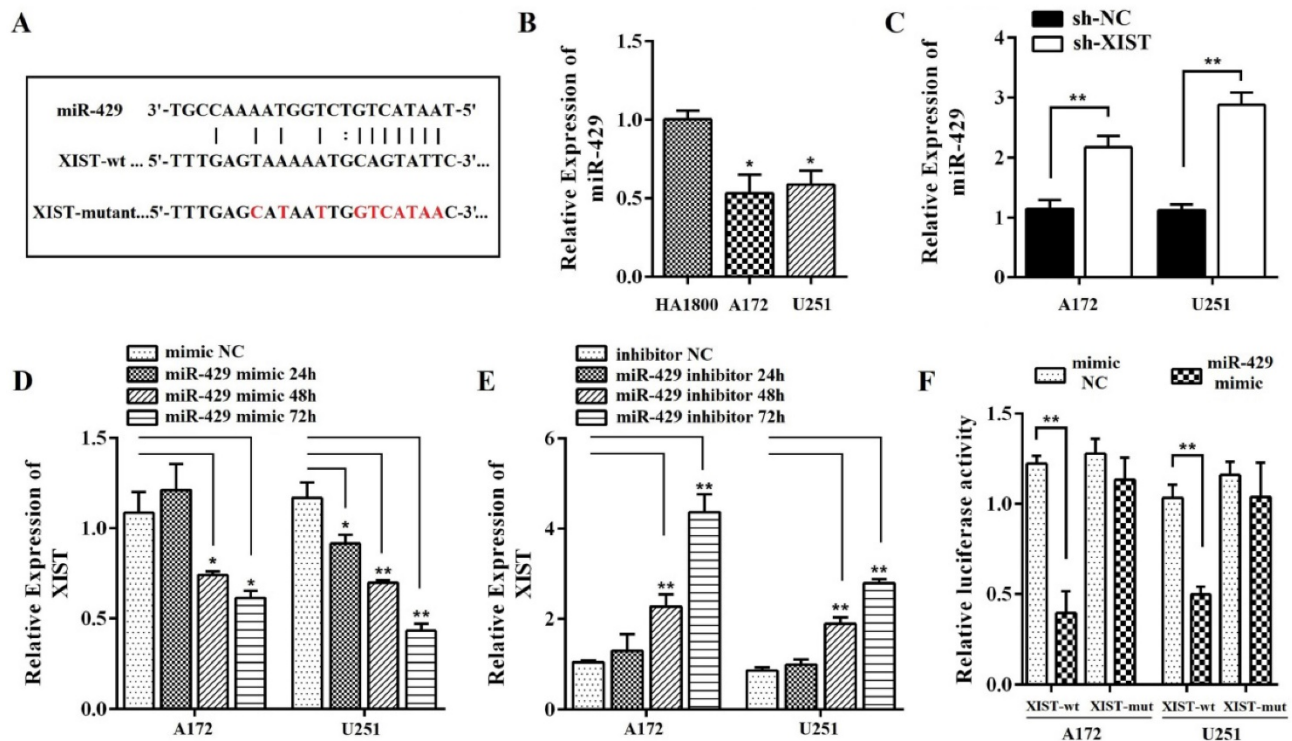 A
miR-429 3'-TGCCAAAATGGTCTGTCATAAT-5'
| | | | :|||||||
XIST-wt ... 5'-TTTGAGTAAAAATGCAGTATTC-3'...
XIST-mutant...5'-TTTGAGCATAATTGGTCATAAC-3'...
B
Relative Expression of
miR-429
1.5
1.0
0.5
0.0
* *
HA1800 A172 U251
C
sh-NC
sh-XIST
Relative Expression of
miR-429
4
3
2
1
0
** **
A172 U251
D
mimic NC
miR-429 mimic 24h
miR-429 mimic 48h
miR-429 mimic 72h
Relative Expression of
XIST
1.5
1.0
0.5
0.0
* * * ** **
A172 U251
E
inhibitor NC
miR-429 inhibitor 24h
miR-429 inhibitor 48h
miR-429 inhibitor 72h
Relative Expression of
XIST
6
4
2
0
** ** ** **
A172 U251
F
mimic
NC
miR-429
mimic
Relative luciferase activity
1.5
1.0
0.5
0.0
** **
XIST-wt XIST-mut XIST-wt XIST-mut
A172 U251